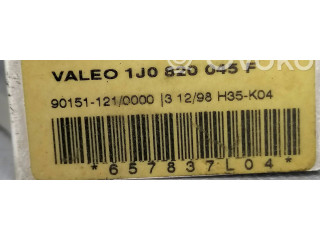 VALEO 1J0 820 045 F
90151-121/0000 |3 12/98 H35-K04
*657837L04*